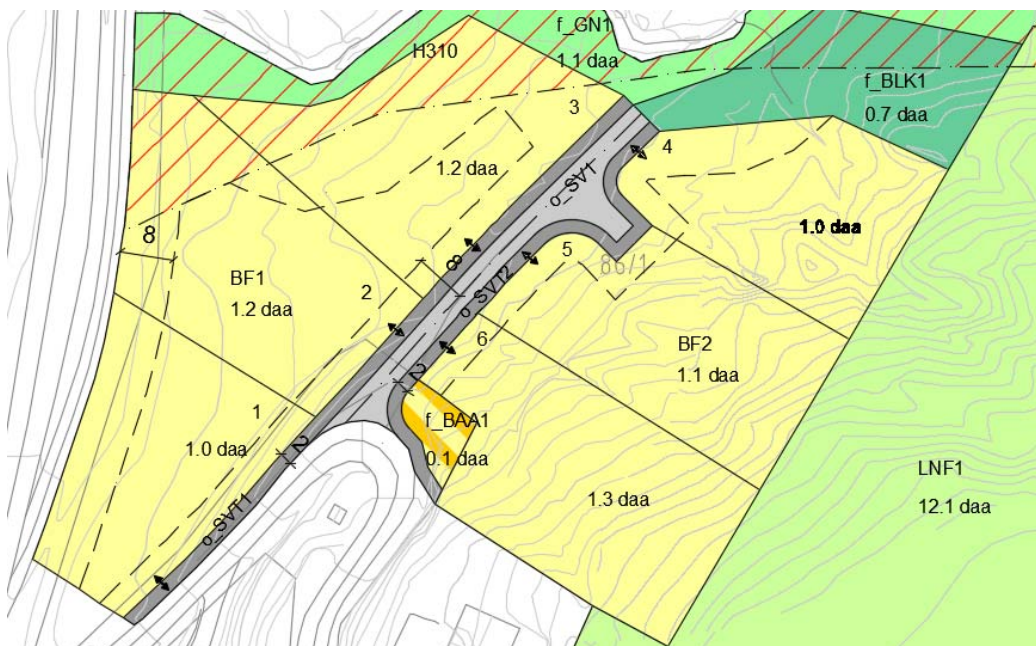 f_GN1
1.1 daa
H310
f_BLK1
0.7 daa
3
4
1.2 daa
o_SV1
1.0 daa
8
8
5
86/1
BF1
1.2 daa
2
o_SVT2
6
BF2
1.1 daa
2
1
f_BAA1
0.1 daa
1.0 daa
2
LNF1
12.1 daa
1.3 daa
o_SVT1